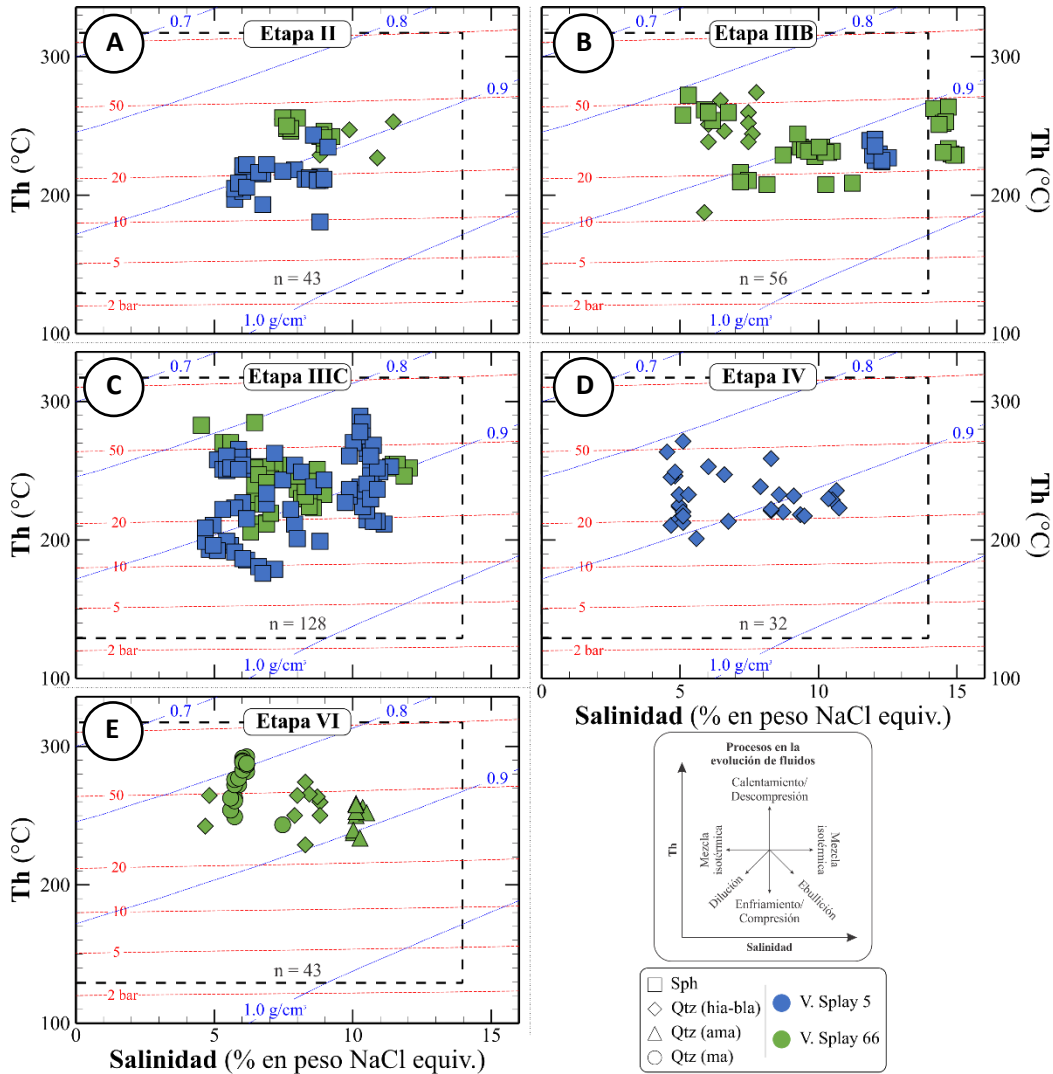 A
Etapa II
0.7
0.8
0.9
300
200
100
50
20
10
5
2 bar
1.0 g/cm³
n = 43
Th (°C)
B
Etapa IIIB
0.7
0.8
0.9
300
200
100
50
20
10
5
2 bar
1.0 g/cm³
n = 56
Th (°C)
C
Etapa IIIC
0.7
0.8
0.9
300
200
100
50
20
10
5
2 bar
1.0 g/cm³
n = 128
Th (°C)
D
Etapa IV
0.7
0.8
0.9
300
200
100
50
20
10
5
2 bar
1.0 g/cm³
n = 32
Th (°C)
0
5
10
15
Salinidad (% en peso NaCl equiv.)
E
Etapa VI
0.7
0.8
0.9
300
200
100
50
20
10
5
2 bar
1.0 g/cm³
n = 43
Th (°C)
0
5
10
15
Salinidad (% en peso NaCl equiv.)
Procesos en la
evolución de fluidos
Calentamiento/
Descompresión
Th
Mezcla
isotérmica
Mezcla
isotérmica
Dilución
Ebullición
Enfriamiento/
Compresión
Salinidad
Sph
Qtz (hia-bla)
Qtz (ama)
Qtz (ma)
V. Splay 5
V. Splay 66